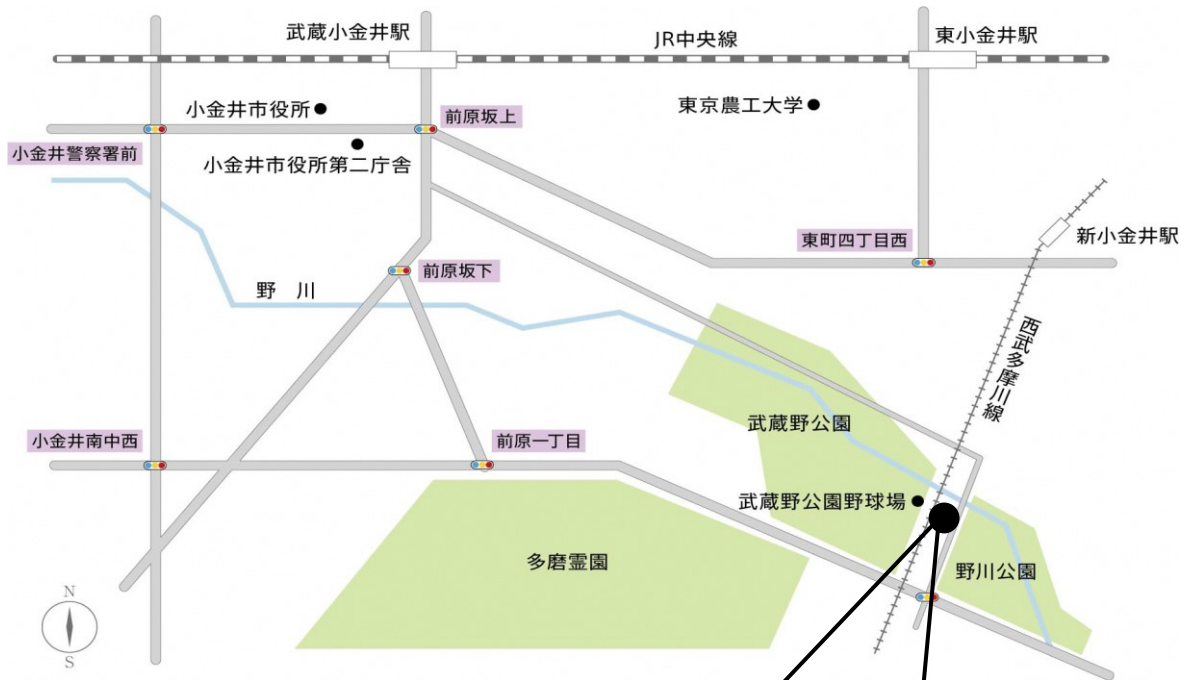 武蔵小金井駅
JR中央線
東小金井駅
小金井市役所
前原坂上
東京農工大学
小金井警察署前
小金井市役所第二庁舎
東町四丁目西
新小金井駅
前原坂下
野 川
西武多摩川線
武蔵野公園
小金井南中西
前原一丁目
武蔵野公園野球場
多磨霊園
野川公園
N
S